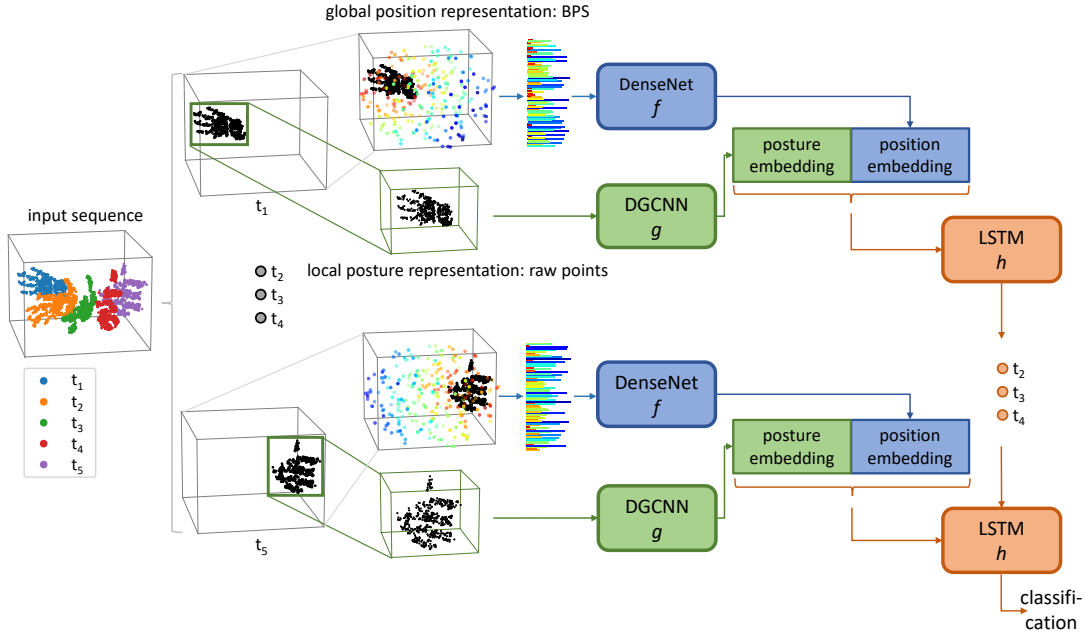 global position representation: BPS
DenseNet
f
posture
embedding
position
embedding
t1
DGCNN
g
input sequence
LSTM
h
t2
local posture representation: raw points
t3
t4
t1
t2
t3
t4
t5
DenseNet
f
t2
t3
t4
posture
embedding
position
embedding
DGCNN
g
t5
LSTM
h
classifi-
cation